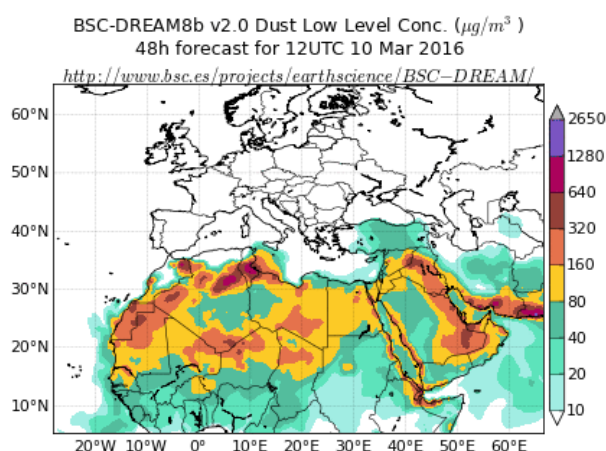 BSC-DREAM8b v2.0 Dust Low Level Conc. (μg/m³ )
48h forecast for 12UTC 10 Mar 2016
http://www.bsc.es/projects/earthscience/BSC−DREAM/
60°N
50°N
40°N
30°N
20°N
10°N
20°W
10°W
0°
10°E
20°E
30°E
40°E
50°E
60°E
2650
1280
640
320
160
80
40
20
10